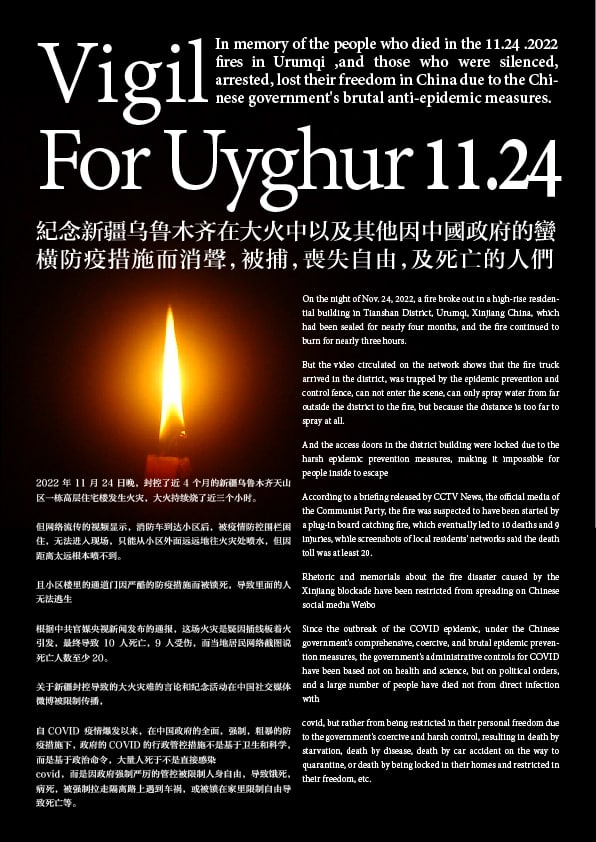 Vigil
In memory of the people who died in the 11.24 .2022
fires in Urumqi ,and those who were silenced,
arrested, lost their freedom in China due to the Chi-
nese government's brutal anti-epidemic measures.
For Uyghur 11.24
紀念新疆乌鲁木齐在大火中以及其他因中國政府的蠻
橫防疫措施而消聲，被捕，喪失自由，及死亡的人們
2022 年 11 月 24 日晚，封控了近 4 个月的新疆乌鲁木齐天山
区一栋高层住宅楼发生火灾，大火持续烧了近三个小时。
但网络流传的视频显示，消防车到达小区后，被疫情防控围栏困
住，无法进入现场，只能从小区外面远远地往火灾处喷水，但因
距离太远根本喷不到。
且小区楼里的通道门因严酷的防疫措施而被锁死，导致里面的人
无法逃生
根据中共官媒央视新闻发布的通报，这场火灾是疑因插线板着火
引发，最终导致 10 人死亡，9 人受伤，而当地居民网络截图说
死亡人数至少 20。
关于新疆封控导致的大火灾难的言论和纪念活动在中国社交媒体
微博被限制传播，
自 COVID 疫情爆发以来，在中国政府的全面，强制，粗暴的防
疫措施下，政府的 COVID 的行政管控措施不是基于卫生和科学，
而是基于政治命令，大量人死于不是直接感染
covid，而是因政府强制严厉的管控被限制人身自由，导致饿死，
病死，被强制拉走隔离路上遇到车祸，或被锁在家里限制自由导
致死亡等。
On the night of Nov. 24, 2022, a fire broke out in a high-rise residen-
tial building in Tianshan District, Urumqi, Xinjiang China, which
had been sealed for nearly four months, and the fire continued to
burn for nearly three hours.
But the video circulated on the network shows that the fire truck
arrived in the district, was trapped by the epidemic prevention and
control fence, can not enter the scene, can only spray water from far
outside the district to the fire, but because the distance is too far to
spray at all.
And the access doors in the district building were locked due to the
harsh epidemic prevention measures, making it impossible for
people inside to escape
According to a briefing released by CCTV News, the official media of
the Communist Party, the fire was suspected to have been started by
a plug-in board catching fire, which eventually led to 10 deaths and 9
injuries, while screenshots of local residents' networks said the death
toll was at least 20.
Rhetoric and memorials about the fire disaster caused by the
Xinjiang blockade have been restricted from spreading on Chinese
social media Weibo
Since the outbreak of the COVID epidemic, under the Chinese
government's comprehensive, coercive, and brutal epidemic preven-
tion measures, the government's administrative controls for COVID
have been based not on health and science, but on political orders,
and a large number of people have died not from direct infection
with
covid, but rather from being restricted in their personal freedom due
to the government's coercive and harsh control, resulting in death by
starvation, death by disease, death by car accident on the way to
quarantine, or death by being locked in their homes and restricted in
their freedom, etc.